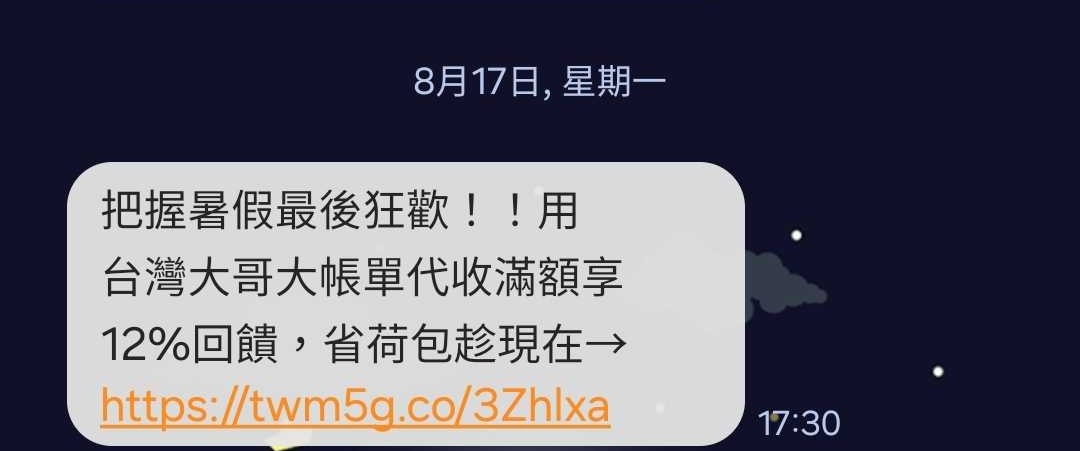 8月17日, 星期一
把握暑假最後狂歡！！用
台灣大哥大帳單代收滿額享
12%回饋，省荷包趁現在→
https://twm5g.co/3Zhlxa
17:30